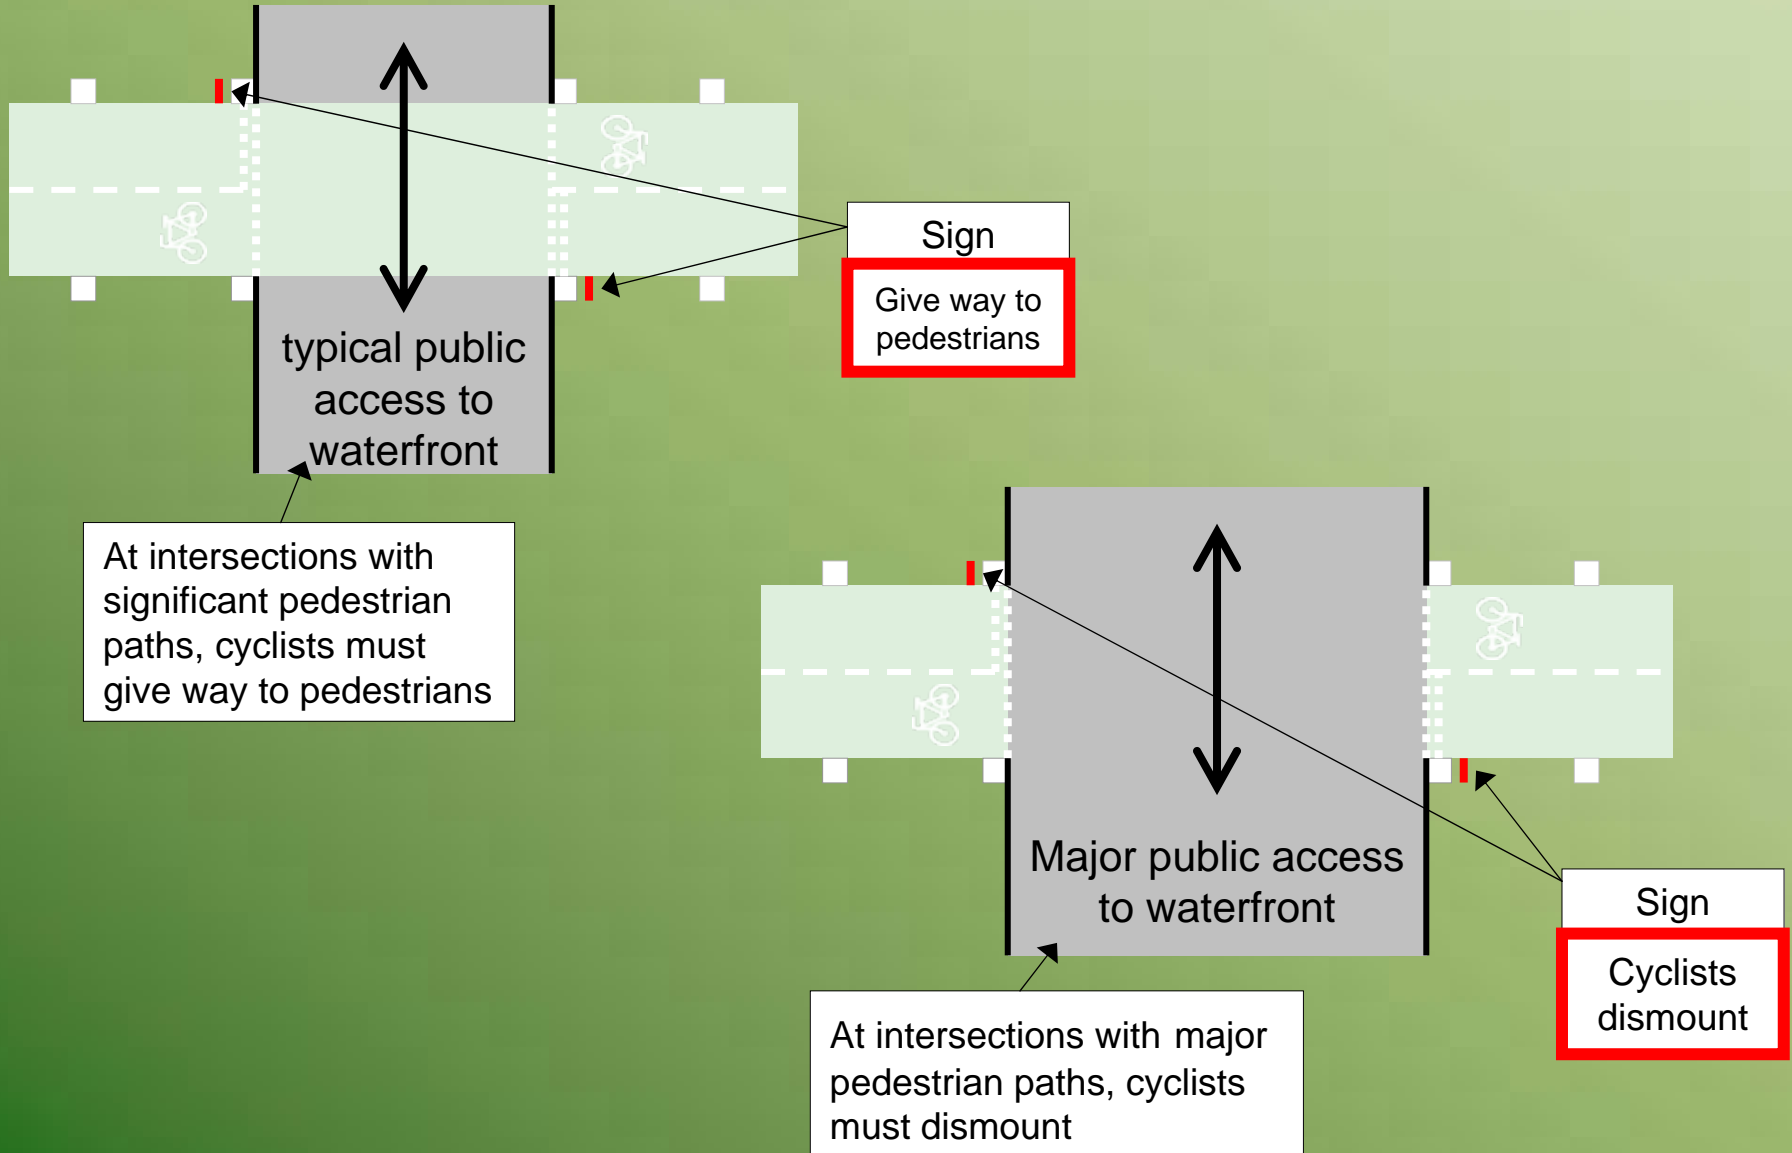 Sign
Give way to
pedestrians
typical public
access to
waterfront
At intersections with
significant pedestrian
paths, cyclists must
give way to pedestrians
Major public access
to waterfront
Sign
Cyclists
dismount
At intersections with major
pedestrian paths, cyclists
must dismount